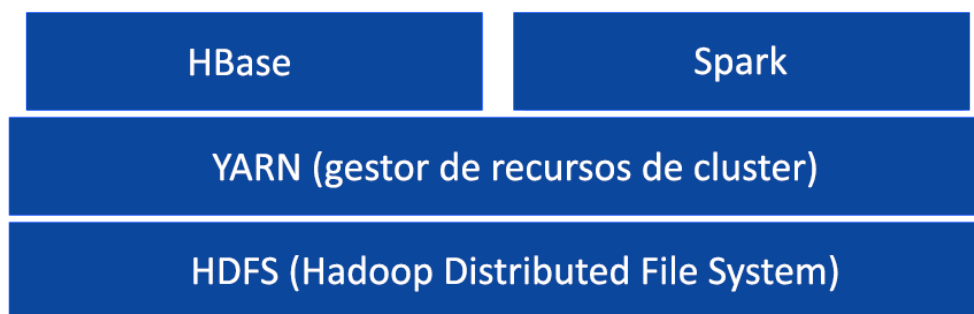 HBase
Spark
YARN (gestor de recursos de cluster)
HDFS (Hadoop Distributed File System)